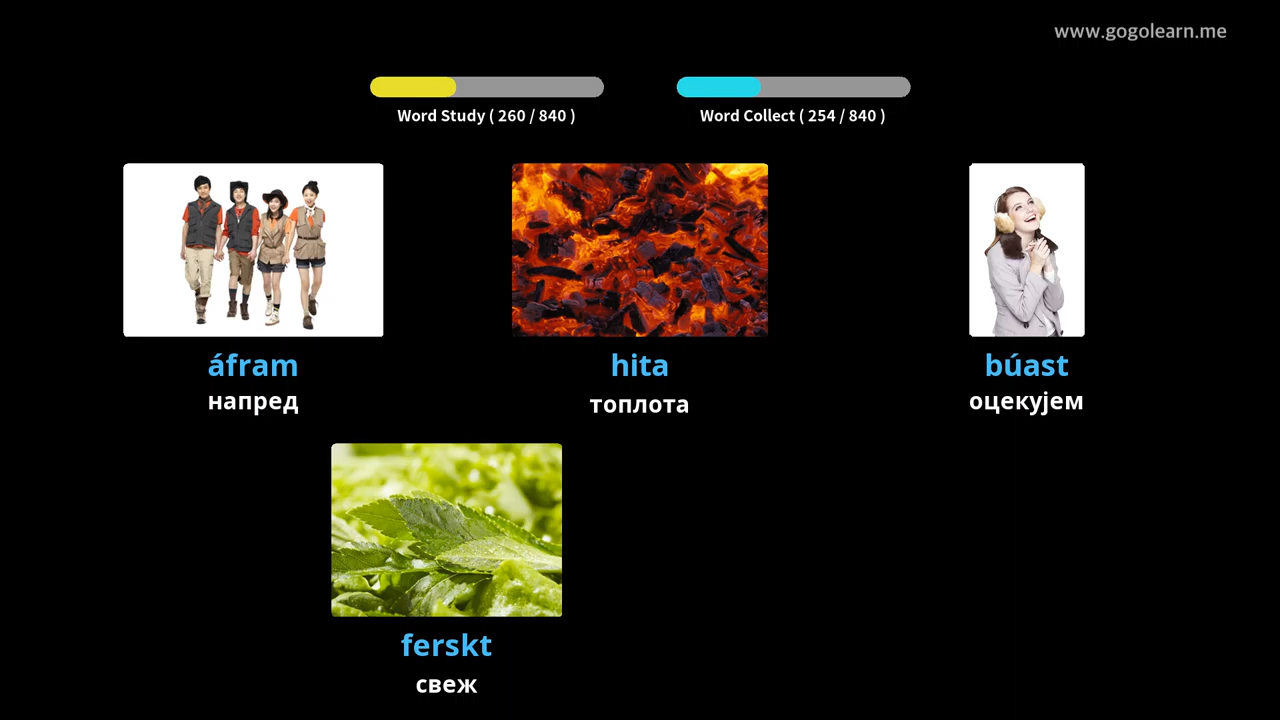 www.gogolearn.me
Word Study ( 260 / 840 )
Word Collect ( 254 / 840 )
áfram
напред
hita
топлота
búast
оцекујем
ferskt
свеж